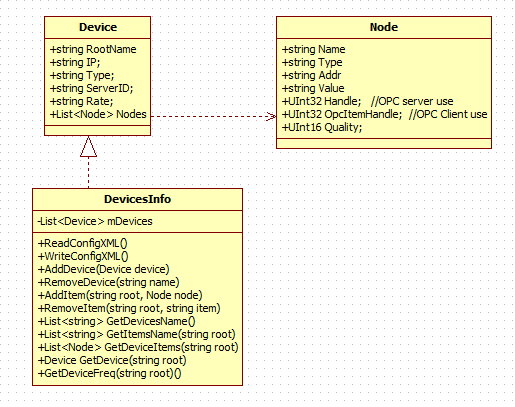 Device
+string RootName
+string IP;
+string Type;
+string ServerID;
+string Rate;
+List<Node> Nodes
Node
+string Name
+string Type
+string Addr
+string Value
+UInt32 Handle;   //OPC server use
+UInt32 OpcItemHandle;  //OPC Client use
+UInt16 Quality;
DevicesInfo
-List<Device> mDevices
+ReadConfigXML()
+WriteConfigXML()
+AddDevice(Device device)
+RemoveDevice(string name)
+AddItem(string root, Node node)
+RemoveItem(string root, string item)
+List<string> GetDevicesName()
+List<string> GetItemsName(string root)
+List<Node> GetDeviceItems(string root)
+Device GetDevice(string root)
+GetDeviceFreq(string root)()